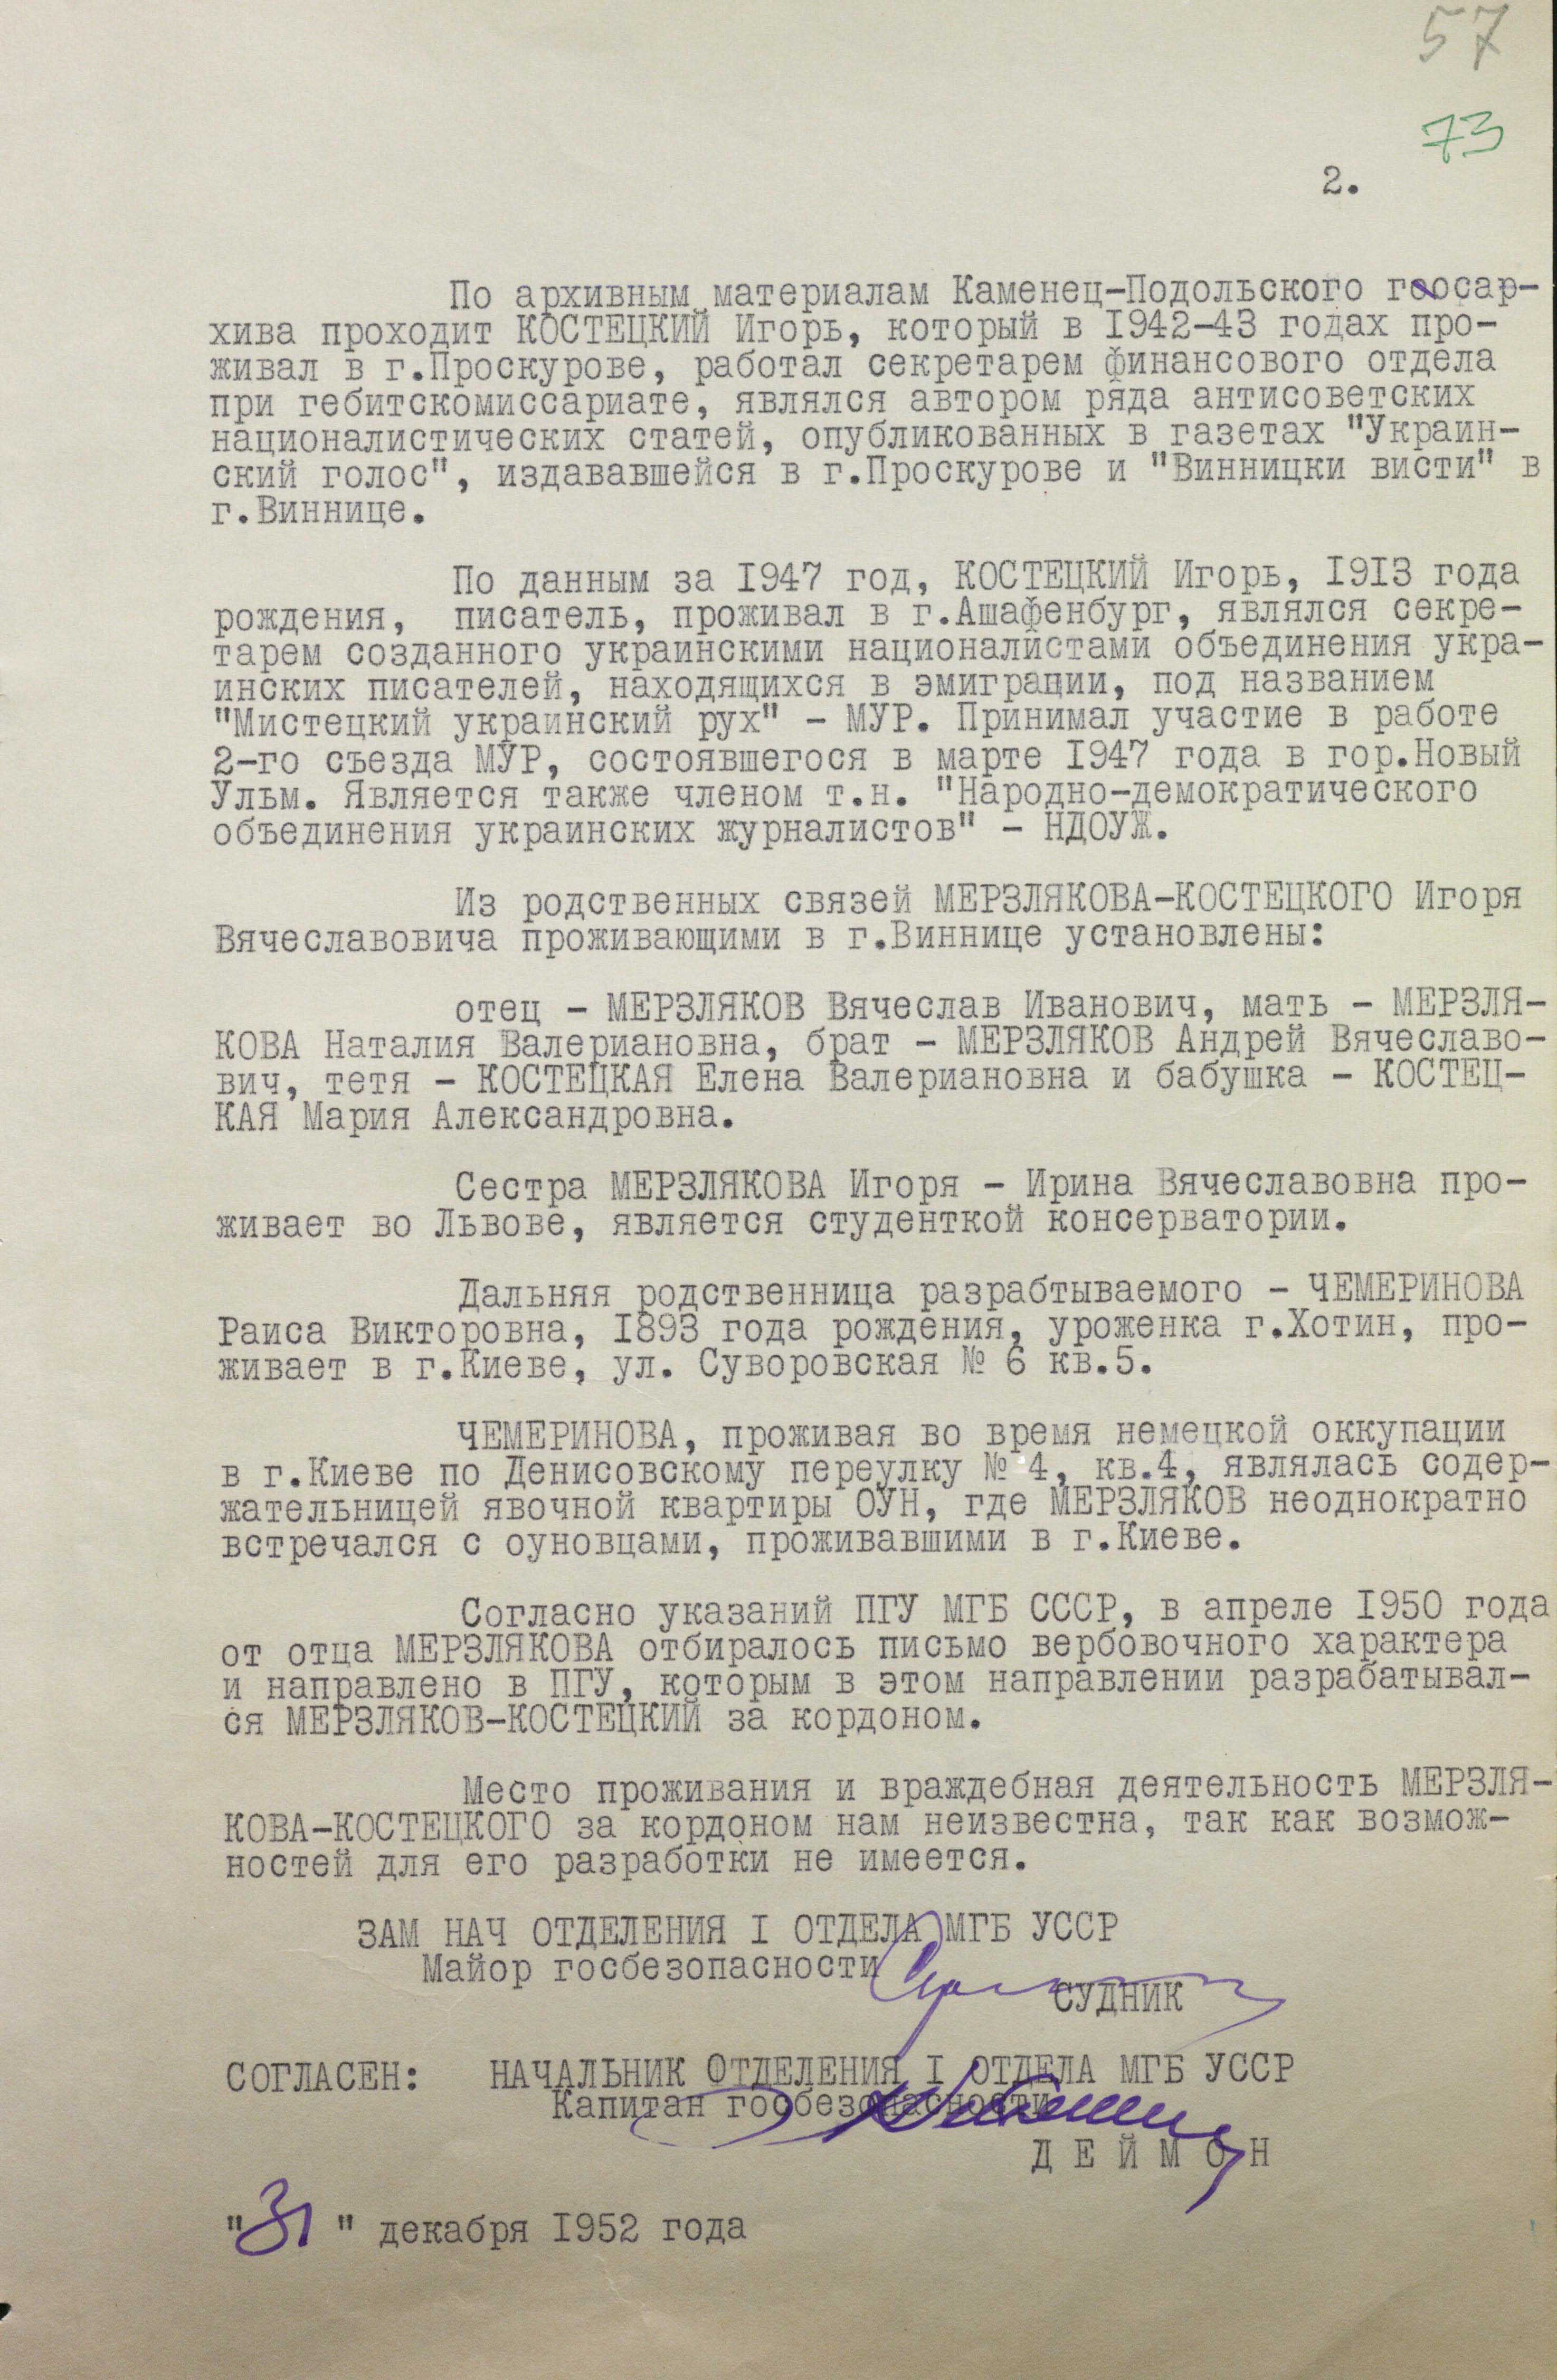 57
73
2.
По архивным материалам Каменец-Подольского госар-
хива проходит КОСТЕЦКИЙ Игорь, который в 1942-43 годах про-
живал в г.Проскурове, работал секретарем финансового отдела
при гебитскомиссариате, являлся автором ряда антисоветских
националистических статей, опубликованных в газетах "Украин-
ский голос", издававшейся в г.Проскурове и "Винницки висти" в
г.Виннице.
По данным за 1947 год, КОСТЕЦКИЙ Игорь, 1913 года
рождения, писатель, проживал в г.Ашафенбург, являлся секре-
тарем созданного украинскими националистами объединения укра-
инских писателей, находящихся в эмиграции, под названием
"Мистецкий украинский рух" - МУР. Принимал участие в работе
2-го съезда МУР, состоявшегося в марте 1947 года в гор.Новый
Ульм. Является также членом т.н. "Народно-демократического
объединения украинских журналистов" - НДОУЖ.
Из родственных связей МЕРЗЛЯКОВА-КОСТЕЦКОГО Игоря
Вячеславовича проживающими в г.Виннице установлены:
отец - МЕРЗЛЯКОВ Вячеслав Иванович, мать - МЕРЗЛЯ-
КОВА Наталия Валериановна, брат - МЕРЗЛЯКОВ Андрей Вячеславо-
вич, тетя - КОСТЕЦКАЯ Елена Валериановна и бабушка - КОСТЕЦ-
КАЯ Мария Александровна.
Сестра МЕРЗЛЯКОВА Игоря - Ирина Вячеславовна про-
живает во Львове, является студенткой консерватории.
Дальняя родственница разрабтываемого - ЧЕМЕРИНОВА
Раиса Викторовна, 1893 года рождения, уроженка г.Хотин, про-
живает в г.Киеве, ул. Суворовская № 6 кв.5.
ЧЕМЕРИНОВА, проживая во время немецкой оккупации
в г.Киеве по Денисовскому переулку № 4, кв.4, являлась содер-
жательницей явочной квартиры ОУН, где МЕРЗЛЯКОВ неоднократно
встречался с оуновцами, проживавшими в г.Киеве.
Согласно указаний ПГУ МГБ СССР, в апреле 1950 года
от отца МЕРЗЛЯКОВА отбиралось письмо вербовочного характера
и направлено в ПГУ, которым в этом направлении разрабатывал-
ся МЕРЗЛЯКОВ-КОСТЕЦКИЙ за кордоном.
Место проживания и враждебная деятельность МЕРЗЛЯ-
КОВА-КОСТЕЦКОГО за кордоном нам неизвестна, так как возмож-
ностей для его разработки не имеется.
ЗАМ НАЧ ОТДЕЛЕНИЯ I ОТДЕЛА МГБ УССР
Майор госбезопасности
СУДНИК
СОГЛАСЕН: НАЧАЛЬНИК ОТДЕЛЕНИЯ I ОТДЕЛА МГБ УССР
Капитан госбезопасности
ДЕЙМОН
"31" декабря 1952 года